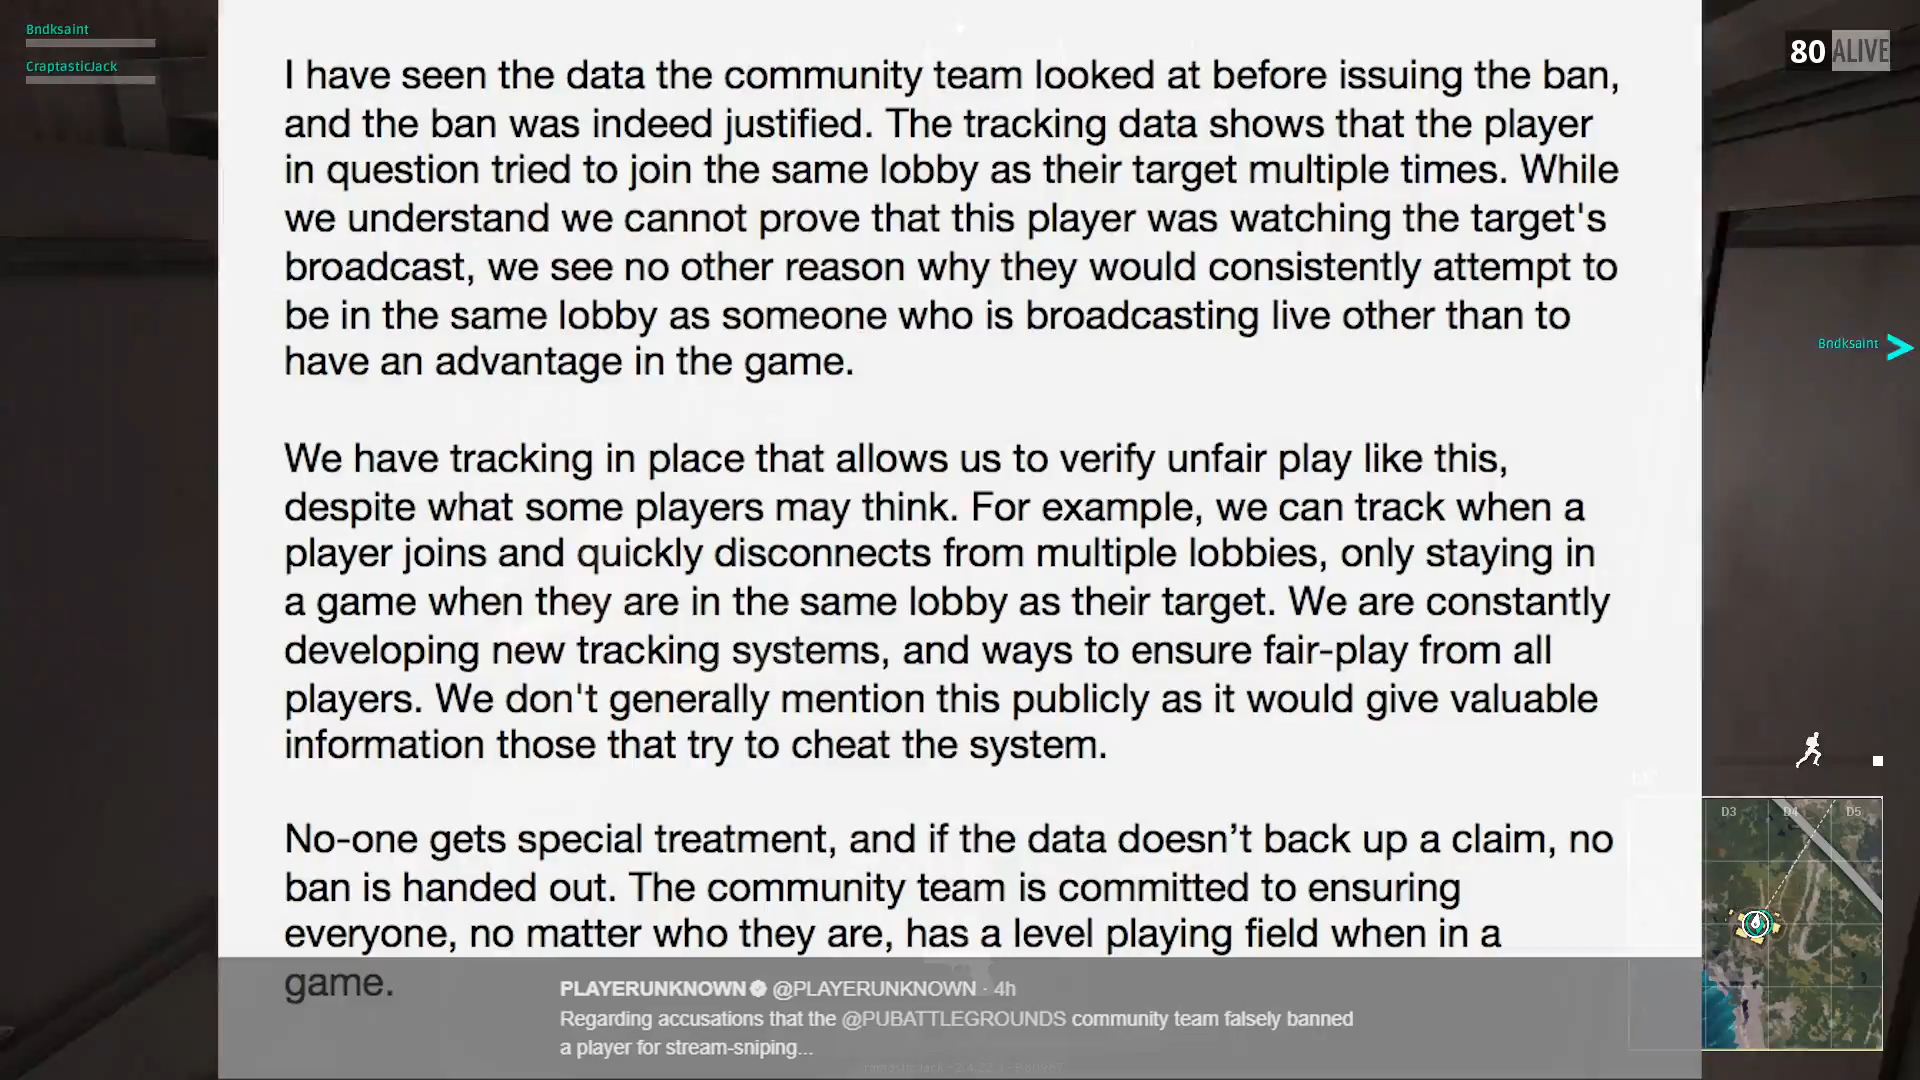 Bndksaint
CraptasticJack
80 ALIVE
I have seen the data the community team looked at before issuing the ban,
and the ban was indeed justified. The tracking data shows that the player
in question tried to join the same lobby as their target multiple times. While
we understand we cannot prove that this player was watching the target's
broadcast, we see no other reason why they would consistently attempt to
be in the same lobby as someone who is broadcasting live other than to
have an advantage in the game.
Bndksaint
We have tracking in place that allows us to verify unfair play like this,
despite what some players may think. For example, we can track when a
player joins and quickly disconnects from multiple lobbies, only staying in
a game when they are in the same lobby as their target. We are constantly
developing new tracking systems, and ways to ensure fair-play from all
players. We don't generally mention this publicly as it would give valuable
information those that try to cheat the system.
No-one gets special treatment, and if the data doesn’t back up a claim, no
ban is handed out. The community team is committed to ensuring
everyone, no matter who they are, has a level playing field when in a
game.
D3 D4 D5
PLAYERUNKNOWN @PLAYERUNKNOWN · 4h
Regarding accusations that the @PUBATTLEGROUNDS community team falsely banned
a player for stream-sniping...